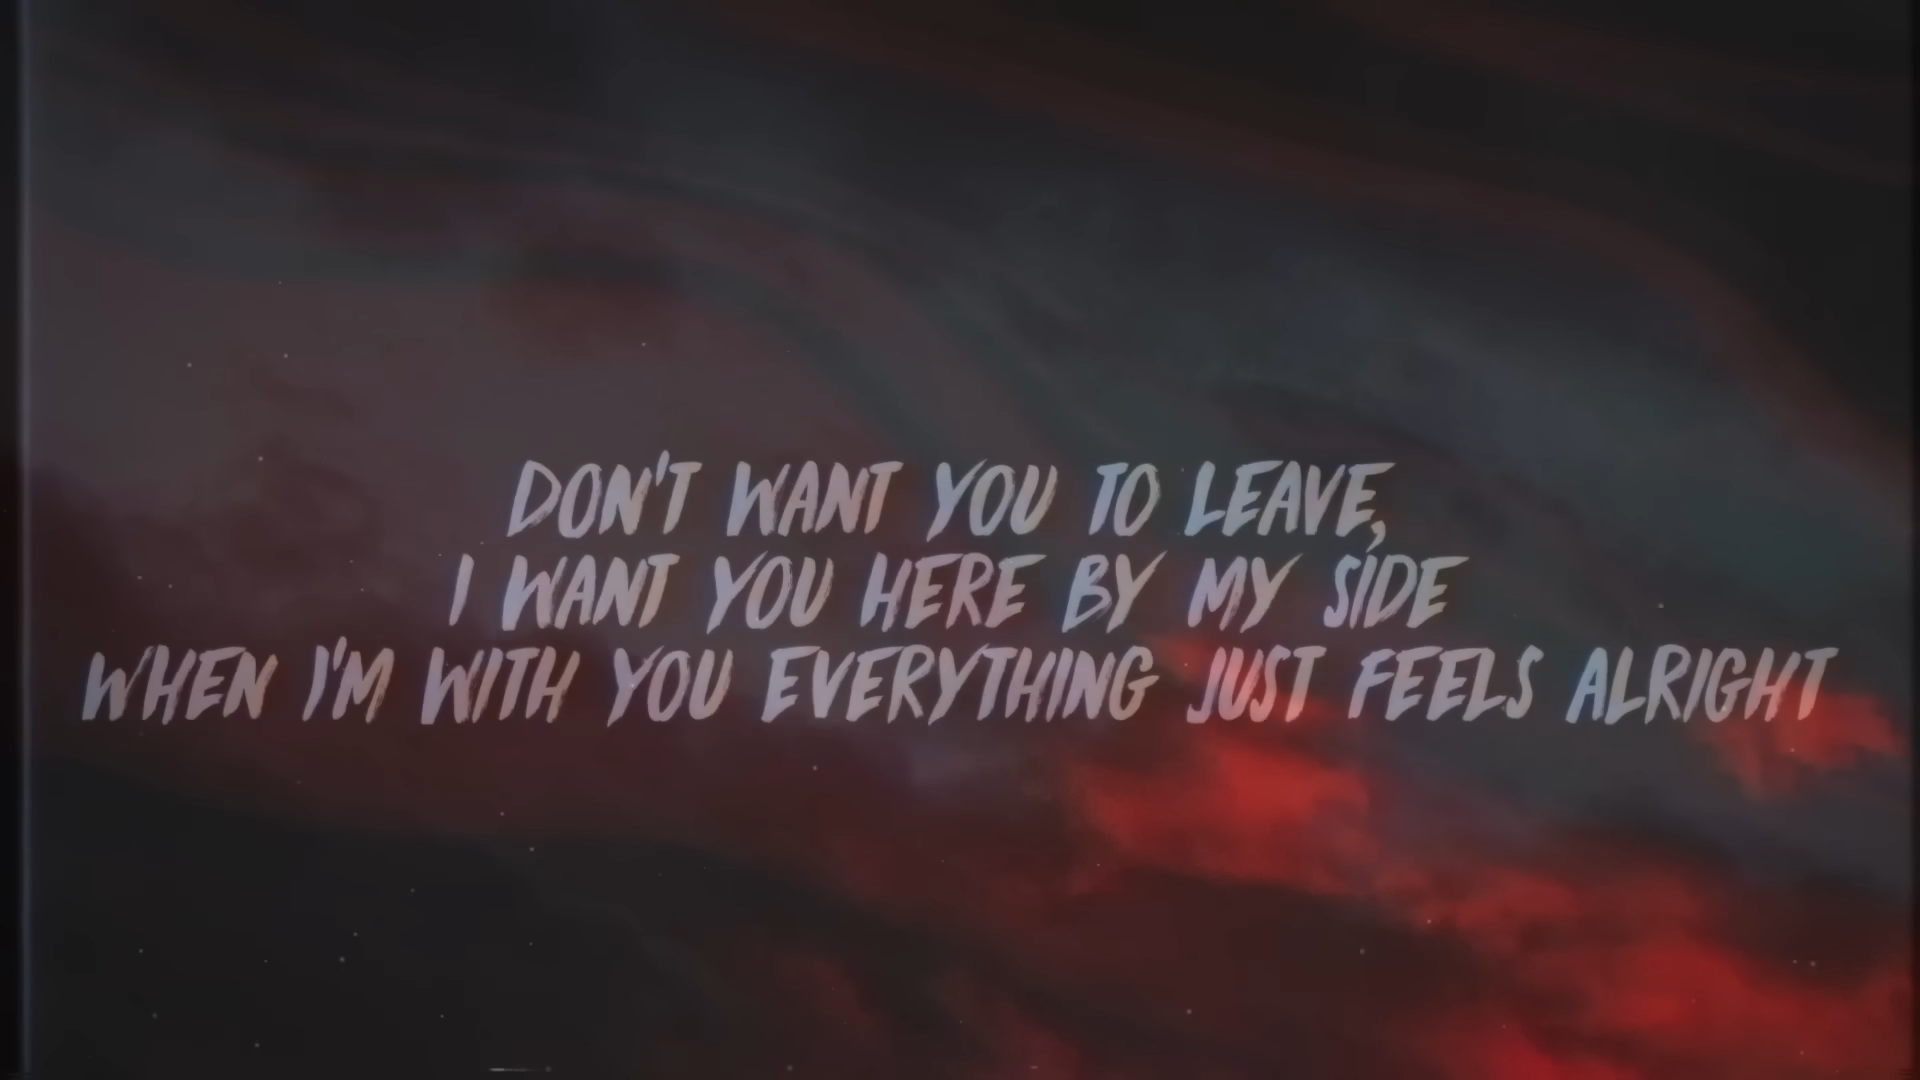 DON'T WANT YOU TO LEAVE,
I WANT YOU HERE BY MY SIDE
WHEN I'M WITH YOU EVERYTHING JUST FEELS ALRIGHT